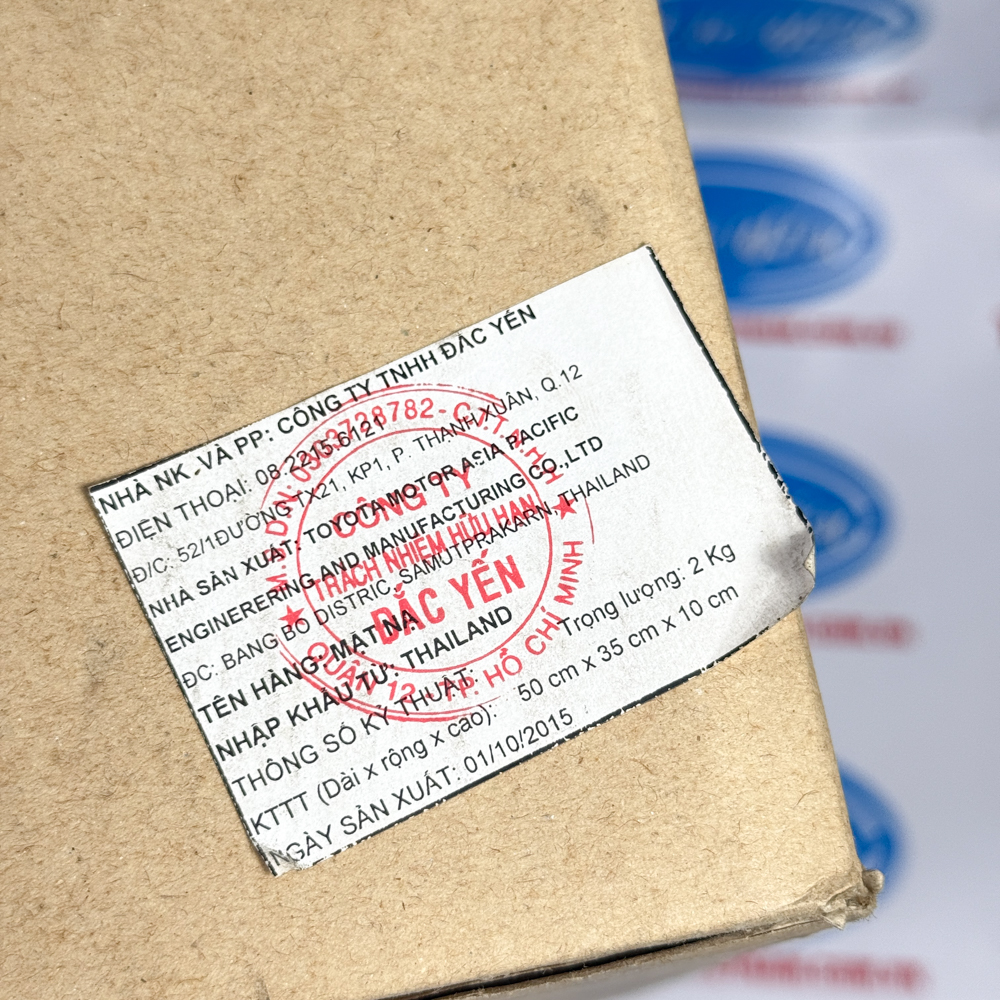 NHÀ NK VÀ PP: CÔNG TY TNHH ĐẮC YẾN
ĐIỆN THOẠI: 08.2215.6121
Đ/C: 52/1ĐƯỜNG TX21, KP1, P. THẠNH XUÂN, Q.12
NHÀ SẢN XUẤT: TOYOTA MOTOR ASIA PACIFIC
ENGINERERING AND MANUFACTURING CO.,LTD
ĐC: BANG BO DISTRIC, SAMUTPRAKARN, THAILAND
TÊN HÀNG: MẶT NẠ
NHẬP KHẨU TỪ: THAILAND
THÔNG SỐ KỸ THUẬT: Trọng lượng: 2 Kg
KTTT (Dài x rộng x cao): 50 cm x 35 cm x 10 cm
NGÀY SẢN XUẤT: 01/10/2015
CÔNG TY
TRÁCH NHIỆM HỮU HẠN
ĐẮC YẾN
QUẬN 12 - TP. HỒ CHÍ MINH